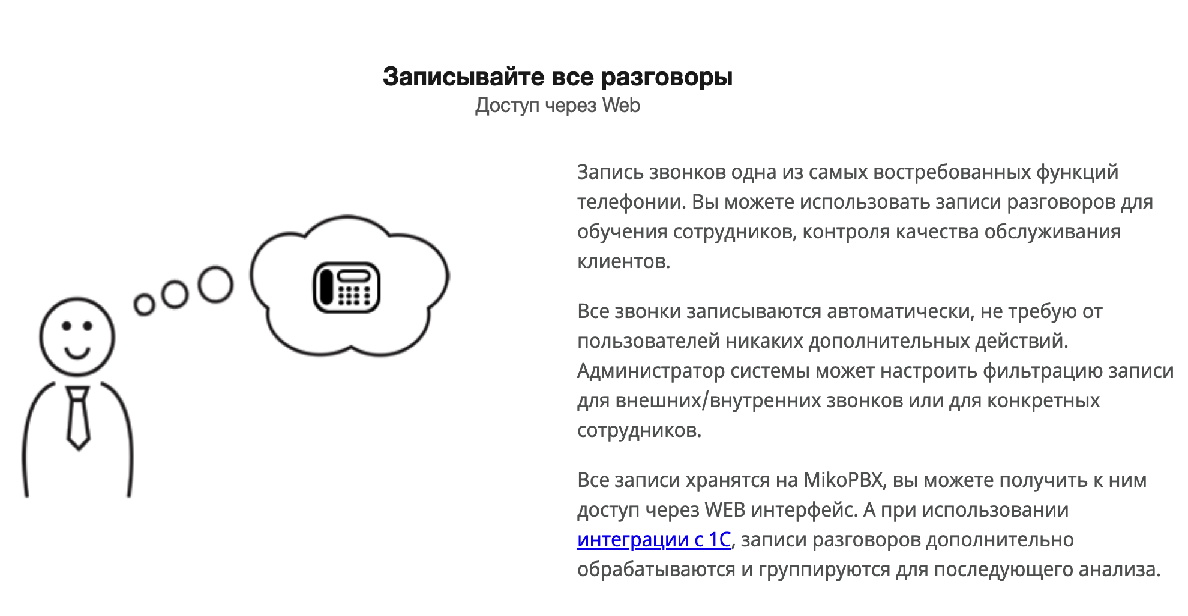 Записывайте все разговоры
Доступ через Web
Запись звонков одна из самых востребованных функций
телефонии. Вы можете использовать записи разговоров для
обучения сотрудников, контроля качества обслуживания
клиентов.
Все звонки записываются автоматически, не требую от
пользователей никаких дополнительных действий.
Администратор системы может настроить фильтрацию записи
для внешних/внутренних звонков или для конкретных
сотрудников.
Все записи хранятся на MikoPBX, вы можете получить к ним
доступ через WEB интерфейс. А при использовании
интеграции с 1С, записи разговоров дополнительно
обрабатываются и группируются для последующего анализа.